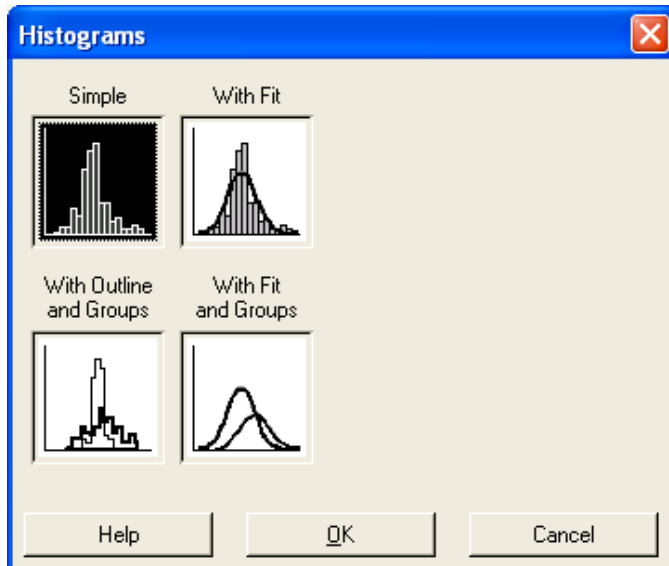 Histograms
Simple
With Fit
With Outline
and Groups
With Fit
and Groups
Help
OK
Cancel